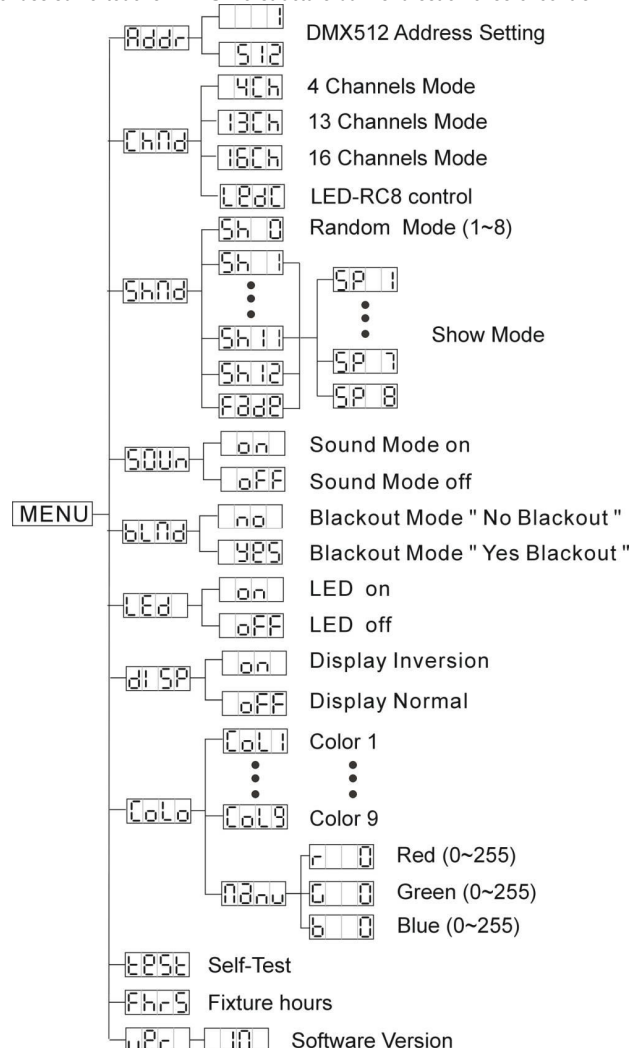 Addr
1
DMX512 Address Setting
512
ChMd
4Ch
4 Channels Mode
13Ch
13 Channels Mode
16Ch
16 Channels Mode
LedC
LED-RC8 control
ShMd
Sh 0
Random Mode (1~8)
Sh 1
SP 1
Sh 11
Show Mode
SP 7
Sh 12
SP 8
Fade
SOUn
on
Sound Mode on
oFF
Sound Mode off
MENU
bLMd
no
Blackout Mode " No Blackout "
yes
Blackout Mode " Yes Blackout "
LEd
on
LED on
oFF
LED off
dISP
on
Display Inversion
oFF
Display Normal
CoLo
CoL1
Color 1
CoL9
Color 9
Manu
r 0
Red (0~255)
G 0
Green (0~255)
b 0
Blue (0~255)
test
Self-Test
FhrS
Fixture hours
ver
Software Version